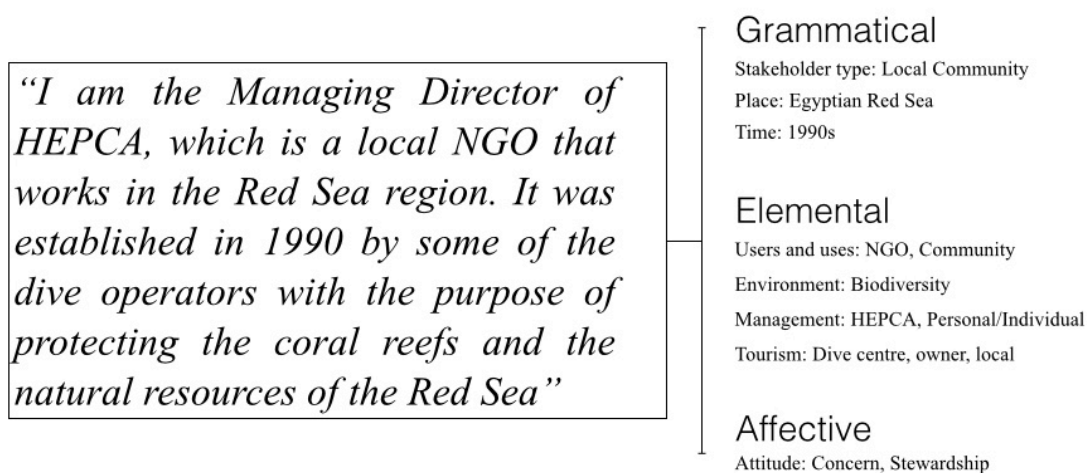 “I am the Managing Director of
HEPCA, which is a local NGO that
works in the Red Sea region. It was
established in 1990 by some of the
dive operators with the purpose of
protecting the coral reefs and the
natural resources of the Red Sea”
Grammatical
Stakeholder type: Local Community
Place: Egyptian Red Sea
Time: 1990s
Elemental
Users and uses: NGO, Community
Environment: Biodiversity
Management: HEPCA, Personal/Individual
Tourism: Dive centre, owner, local
Affective
Attitude: Concern, Stewardship